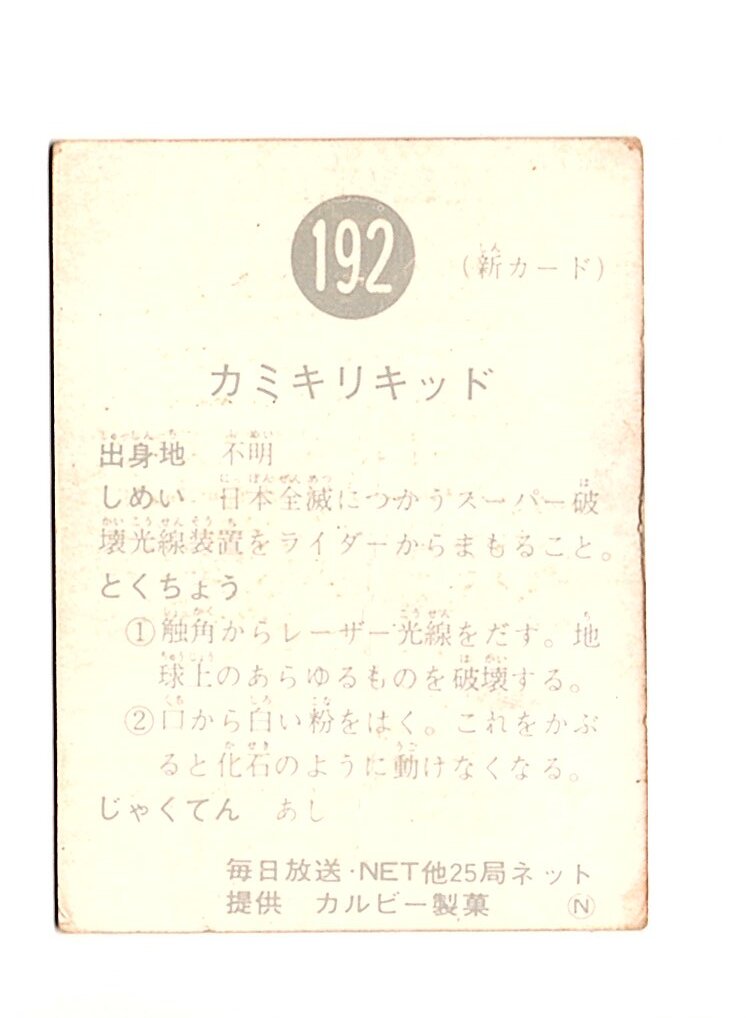 192
(新カード)
カミキリキッド
出身地 不明
しめい 日本全滅につかうスーパー破
壊光線装置をライダーからまもること。
とくちょう
①触角からレーザー光線をだす。地
球上のあらゆるものを破壊する。
②口から白い粉をはく。これをかぶ
ると化石のように動けなくなる。
じゃくてん あし
毎日放送・NET他25局ネット
提供 カルビー製菓 Ⓝ